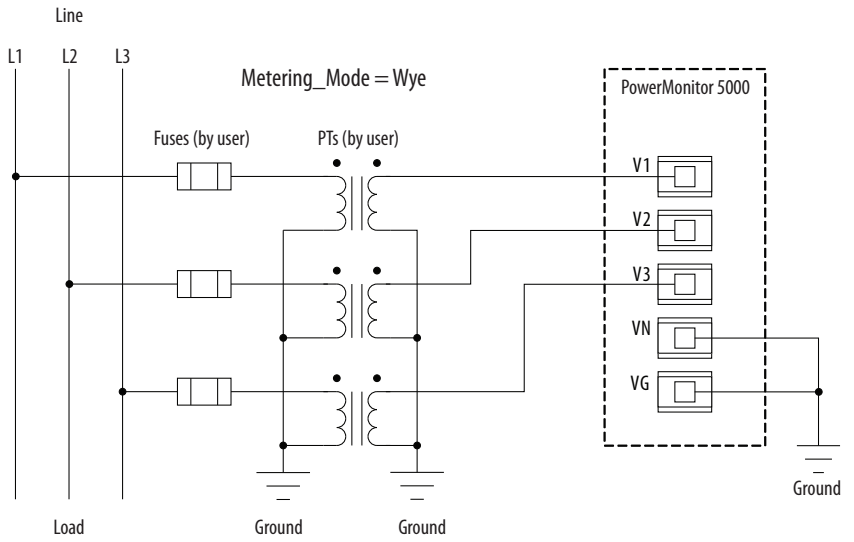 Line
L1 L2 L3
Metering_Mode = Wye
PowerMonitor 5000
Fuses (by user) PTs (by user)
V1
V2
V3
VN
VG
Ground
Load Ground Ground